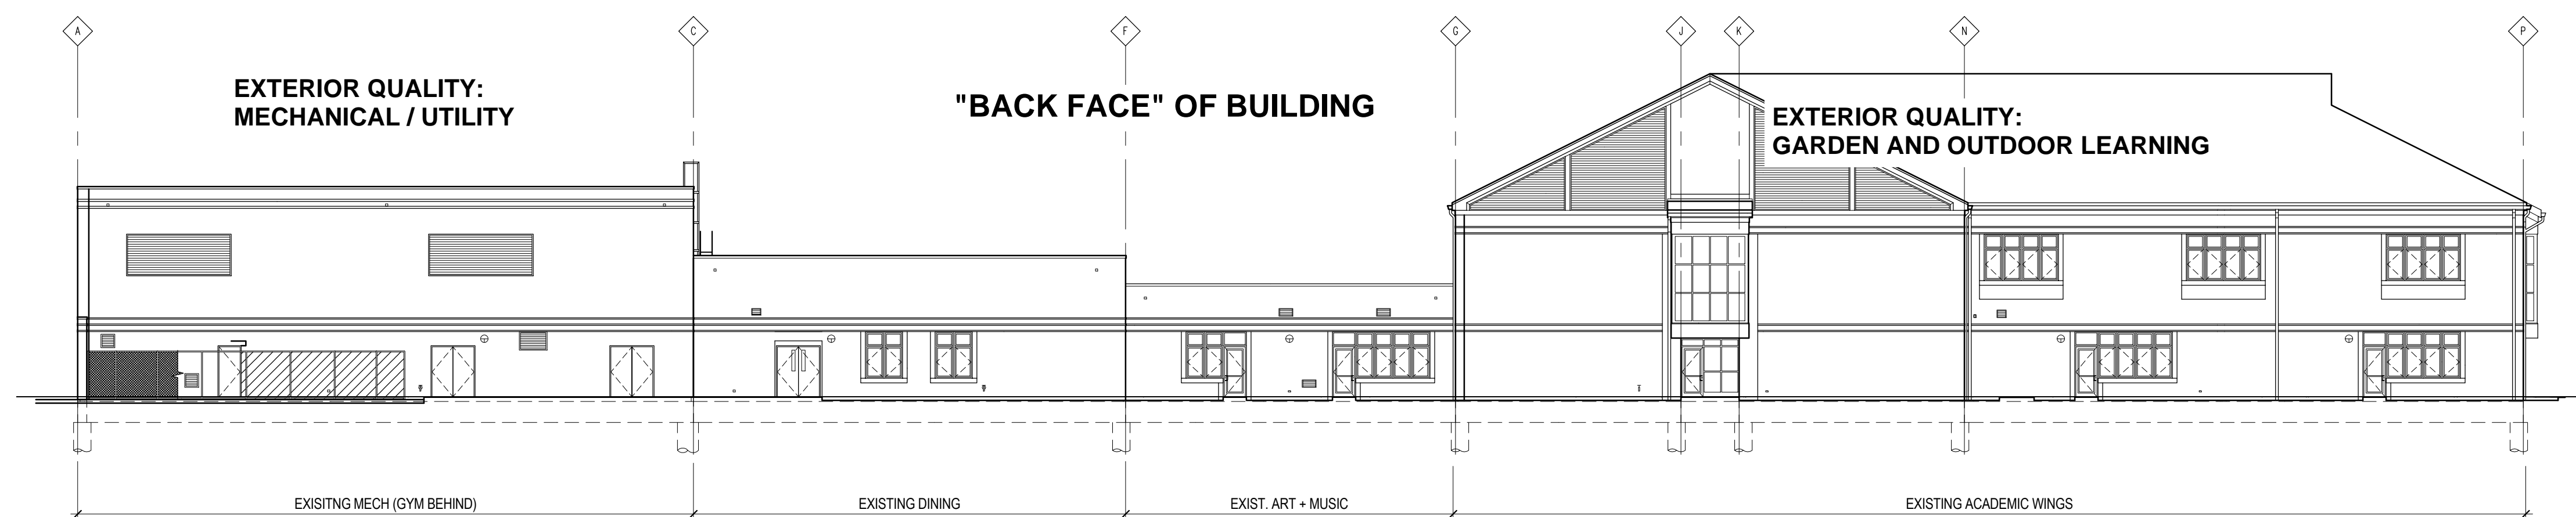 A
C
F
G
J
K
N
P
EXTERIOR QUALITY:
MECHANICAL / UTILITY
"BACK FACE" OF BUILDING
EXTERIOR QUALITY:
GARDEN AND OUTDOOR LEARNING
EXISITNG MECH (GYM BEHIND)
EXISTING DINING
EXIST. ART + MUSIC
EXISTING ACADEMIC WINGS